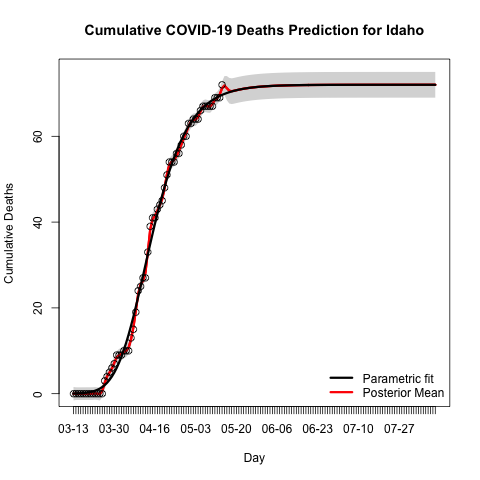 Cumulative COVID-19 Deaths Prediction for Idaho
Cumulative Deaths
60
40
20
0
Parametric fit
Posterior Mean
03-13 03-30 04-16 05-03 05-20 06-06 06-23 07-10 07-27
Day